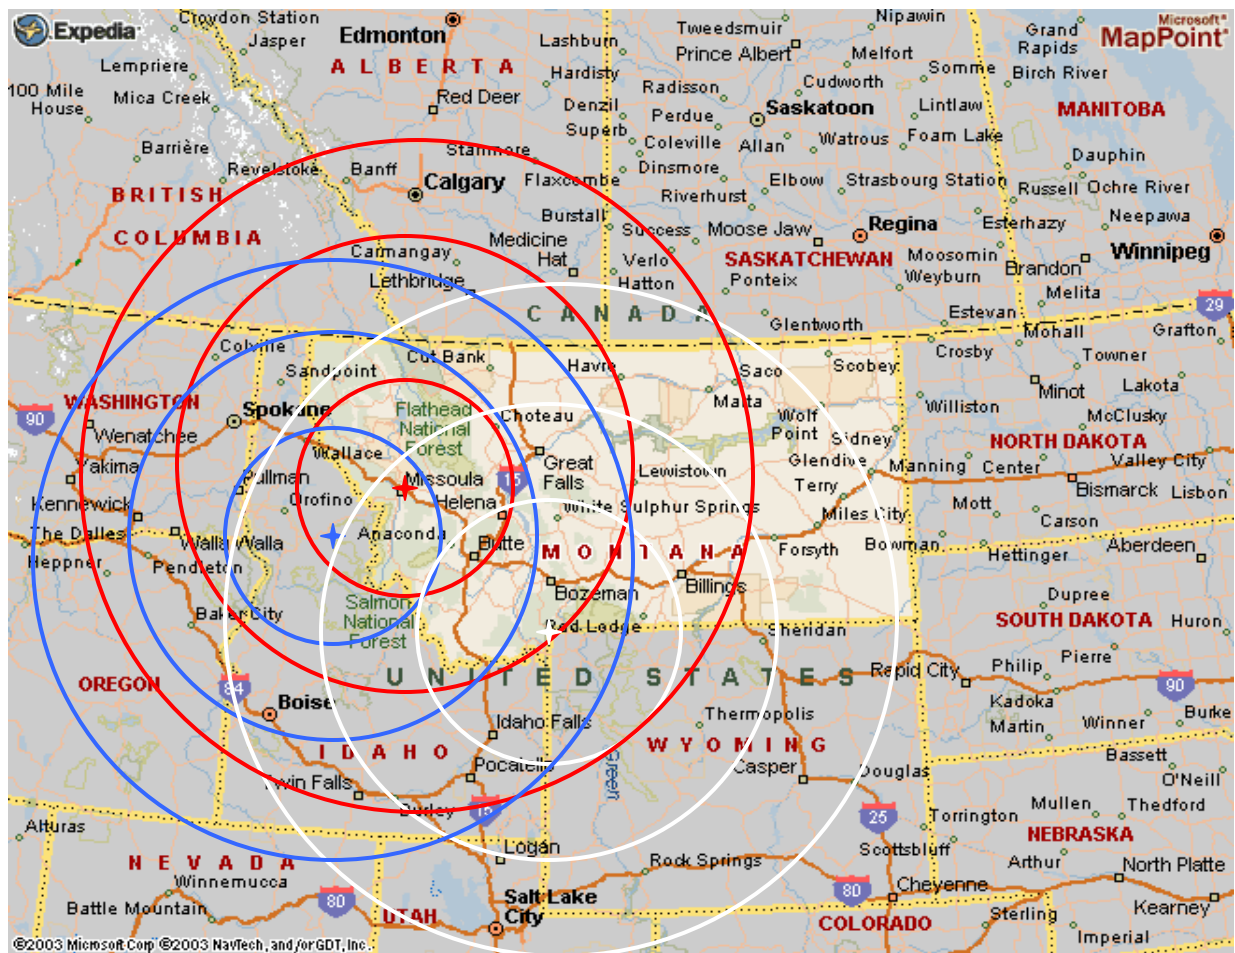 Expedia
Microsoft
MapPoint
Croydon Station
Jasper
Edmonton
Lashburn
Tweedsmuir
Prince Albert
Nipawin
Melfort
Grand
Rapids
Lempriere
A L B E R T A
Hardisty
Cudworth
Somme
Birch River
100 Mile
House
Mica Creek
Red Deer
Denzil
Radisson
Saskatoon
Lintlaw
MANITOBA
Superb
Perdue
Coleville
Allan
Watrous
Foam Lake
Barrière
Stanmore
Dinsmore
Dauphin
Revelstoke
Banff
Calgary
Flaxcombe
Riverhurst
Elbow
Strasbourg Station
Russell
Ochre River
BRITISH
COLUMBIA
Burstall
Success
Moose Jaw
Regina
Esterhazy
Neepawa
Carmangay
Medicine
Hat
Verlo
SASKATCHEWAN
Moosomin
Winnipeg
Lethbridge
Hatton
Ponteix
Weyburn
Brandon
Melita
C A N A D A
Glentworth
Estevan
29
Colville
Cut Bank
Havre
Saco
Scobey
Crosby
Mohall
Grafton
Sandpoint
Towner
WASHINGTON
Spokane
Flathead
National
Forest
Choteau
Malta
Wolf
Point
Williston
Minot
Lakota
90
Wenatchee
Wallace
Sidney
McClusky
NORTH DAKOTA
Yakima
Pullman
Missoula
15
Great
Falls
Lewistown
Glendive
Manning
Center
Valley City
Kennewick
Orofino
Helena
White Sulphur Springs
Terry
Bismarck
Lisbon
The Dalles
Walla Walla
Anaconda
Butte
M O N T A N A
Miles City
Mott
Carson
Heppner
Pendleton
Forsyth
Bowman
Hettinger
Aberdeen
Baker City
Salmon
National
Forest
Bozeman
Billings
Dupree
Red Lodge
Sheridan
SOUTH DAKOTA
Huron
OREGON
84
U N I T E D S T A T E S
Rapid City
Philip
Pierre
90
Boise
Idaho Falls
Thermopolis
Kadoka
Martin
Winner
Burke
I D A H O
Pocatello
W Y O M I N G
Casper
Douglas
Bassett
O'Neill
Twin Falls
Green
Burley
15
25
Torrington
Mullen
Thedford
Alturas
Logan
Scottsbluff
NEBRASKA
N E V A D A
Rock Springs
Arthur
North Platte
Winnemucca
80
Salt Lake
City
80
Cheyenne
Battle Mountain
UTAH
COLORADO
Sterling
Kearney
Imperial
©2003 Microsoft Corp ©2003 NavTech, and/or GDT, Inc.